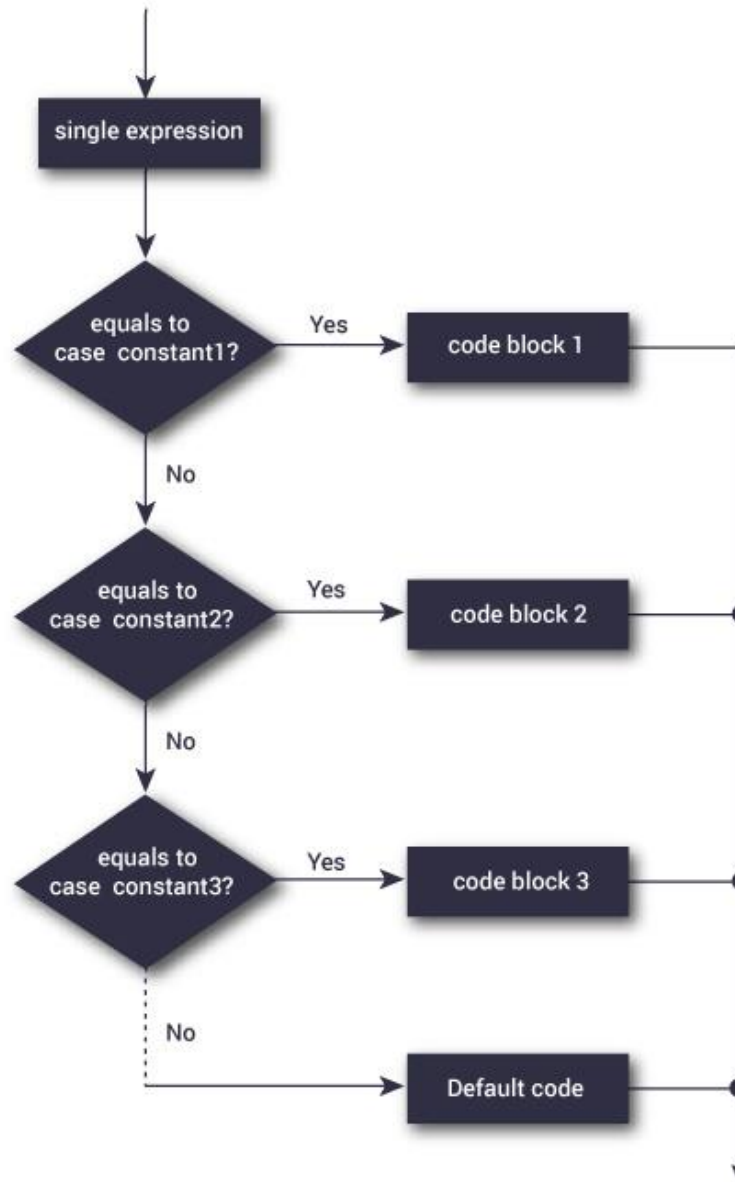 single expression
equals to
case constant1?
Yes
code block 1
No
equals to
case constant2?
Yes
code block 2
No
equals to
case constant3?
Yes
code block 3
No
Default code